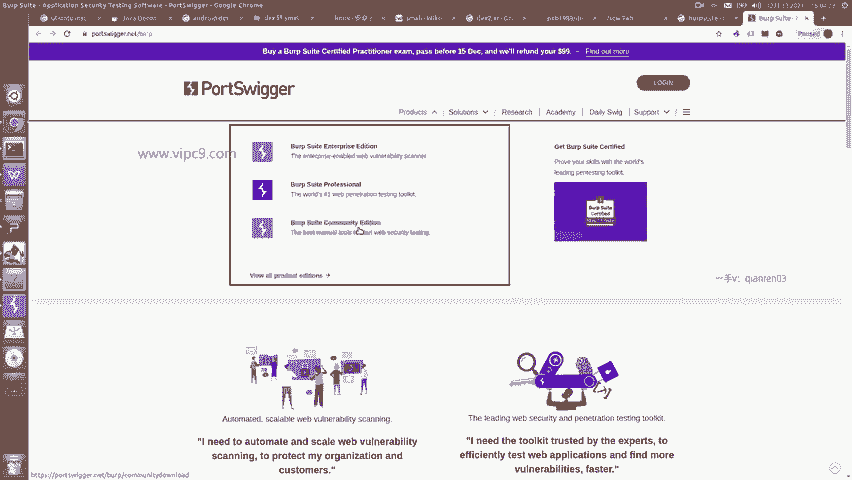 Burp Suite - Application Security Testing Software - PortSwigger - Google Chrome
portswigger.net/burp
Paused
Buy a Burp Suite Certified Practitioner exam, pass before 15 Dec, and we'll refund your $99. - Find out more
PortSwigger
LOGIN
Products
Solutions
Research
Academy
Daily Swig
Support
www.vipc9.com
Burp Suite Enterprise Edition
The enterprise-enabled web vulnerability scanner.
Burp Suite Professional
The world's #1 web penetration testing toolkit.
Burp Suite Community Edition
The best manual tools to start web security testing.
View all product editions →
Get Burp Suite Certified
Prove your skills with the world's
leading pentesting toolkit.
Burp Suite
Certified
一手v：qianren03
Automated, scalable web vulnerability scanning.
"I need to automate and scale web vulnerability
scanning, to protect my organization and
customers."
The leading web security and penetration testing toolkit.
"I need the toolkit trusted by the experts, to
efficiently test web applications and find more
vulnerabilities, faster."
https://portswigger.net/burp/communitydownload